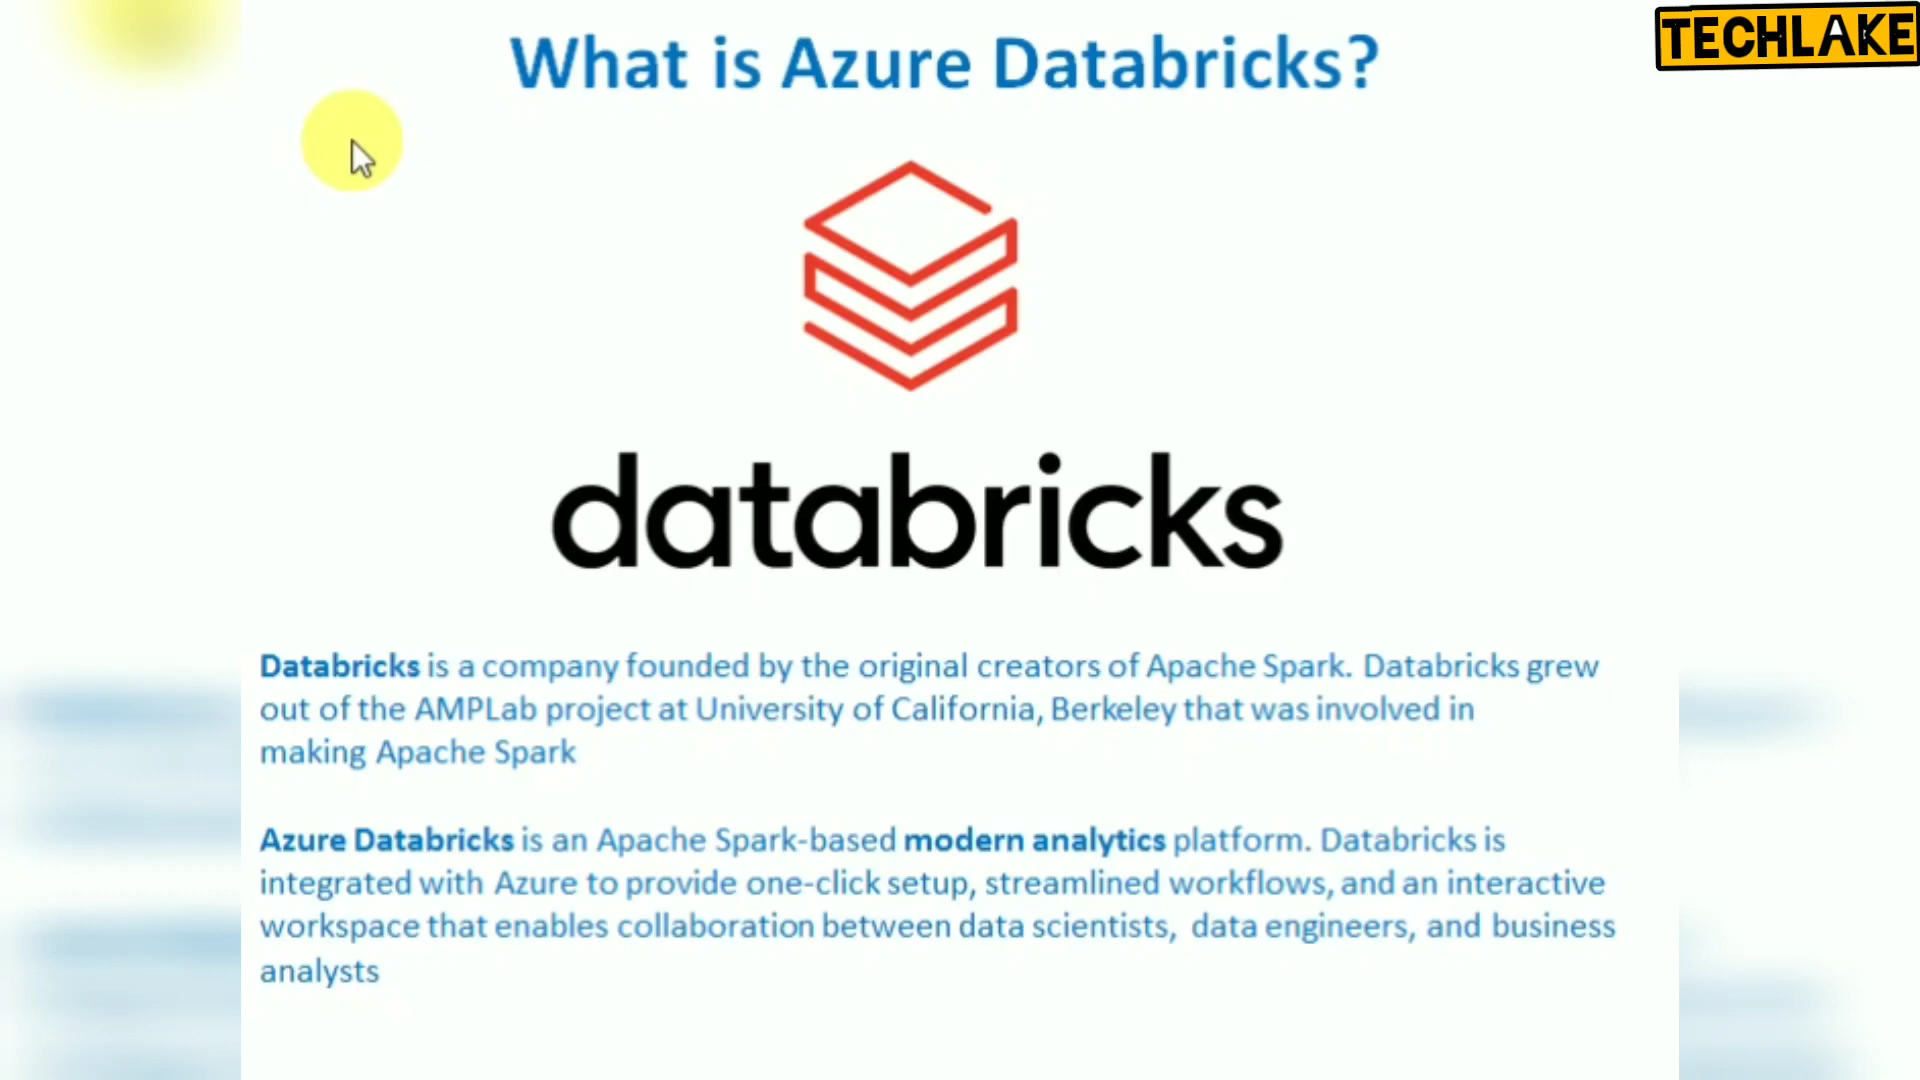 What is Azure Databricks?
TECHLAKE
databricks
Databricks is a company founded by the original creators of Apache Spark. Databricks grew
out of the AMPLab project at University of California, Berkeley that was involved in
making Apache Spark
Azure Databricks is an Apache Spark-based modern analytics platform. Databricks is
integrated with Azure to provide one-click setup, streamlined workflows, and an interactive
workspace that enables collaboration between data scientists, data engineers, and business
analysts